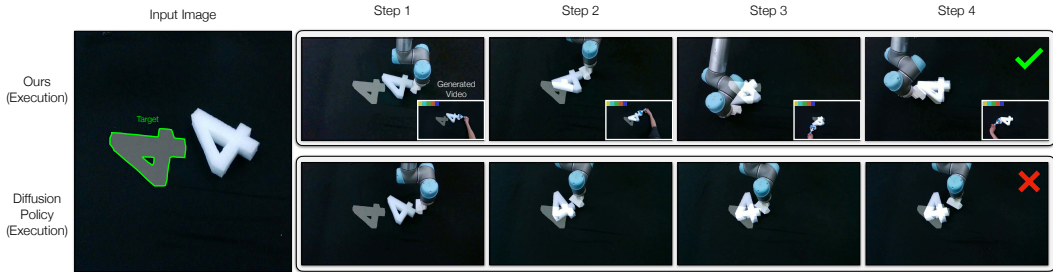 Input Image
Step 1
Step 2
Step 3
Step 4
Ours
(Execution)
Target
Generated
Video
Diffusion
Policy
(Execution)